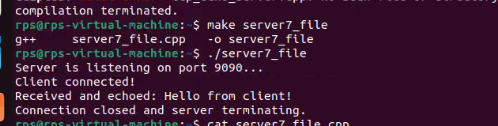 compilation terminated.
rps@rps-virtual-machine:~$ make server7_file
g++ server7_file.cpp -o server7_file
rps@rps-virtual-machine:~$ ./server7_file
Server is listening on port 9090...
Client connected!
Received and echoed: Hello from client!
Connection closed and server terminating.
rps@rps-virtual-machine:~$ cat server7_file.cpp